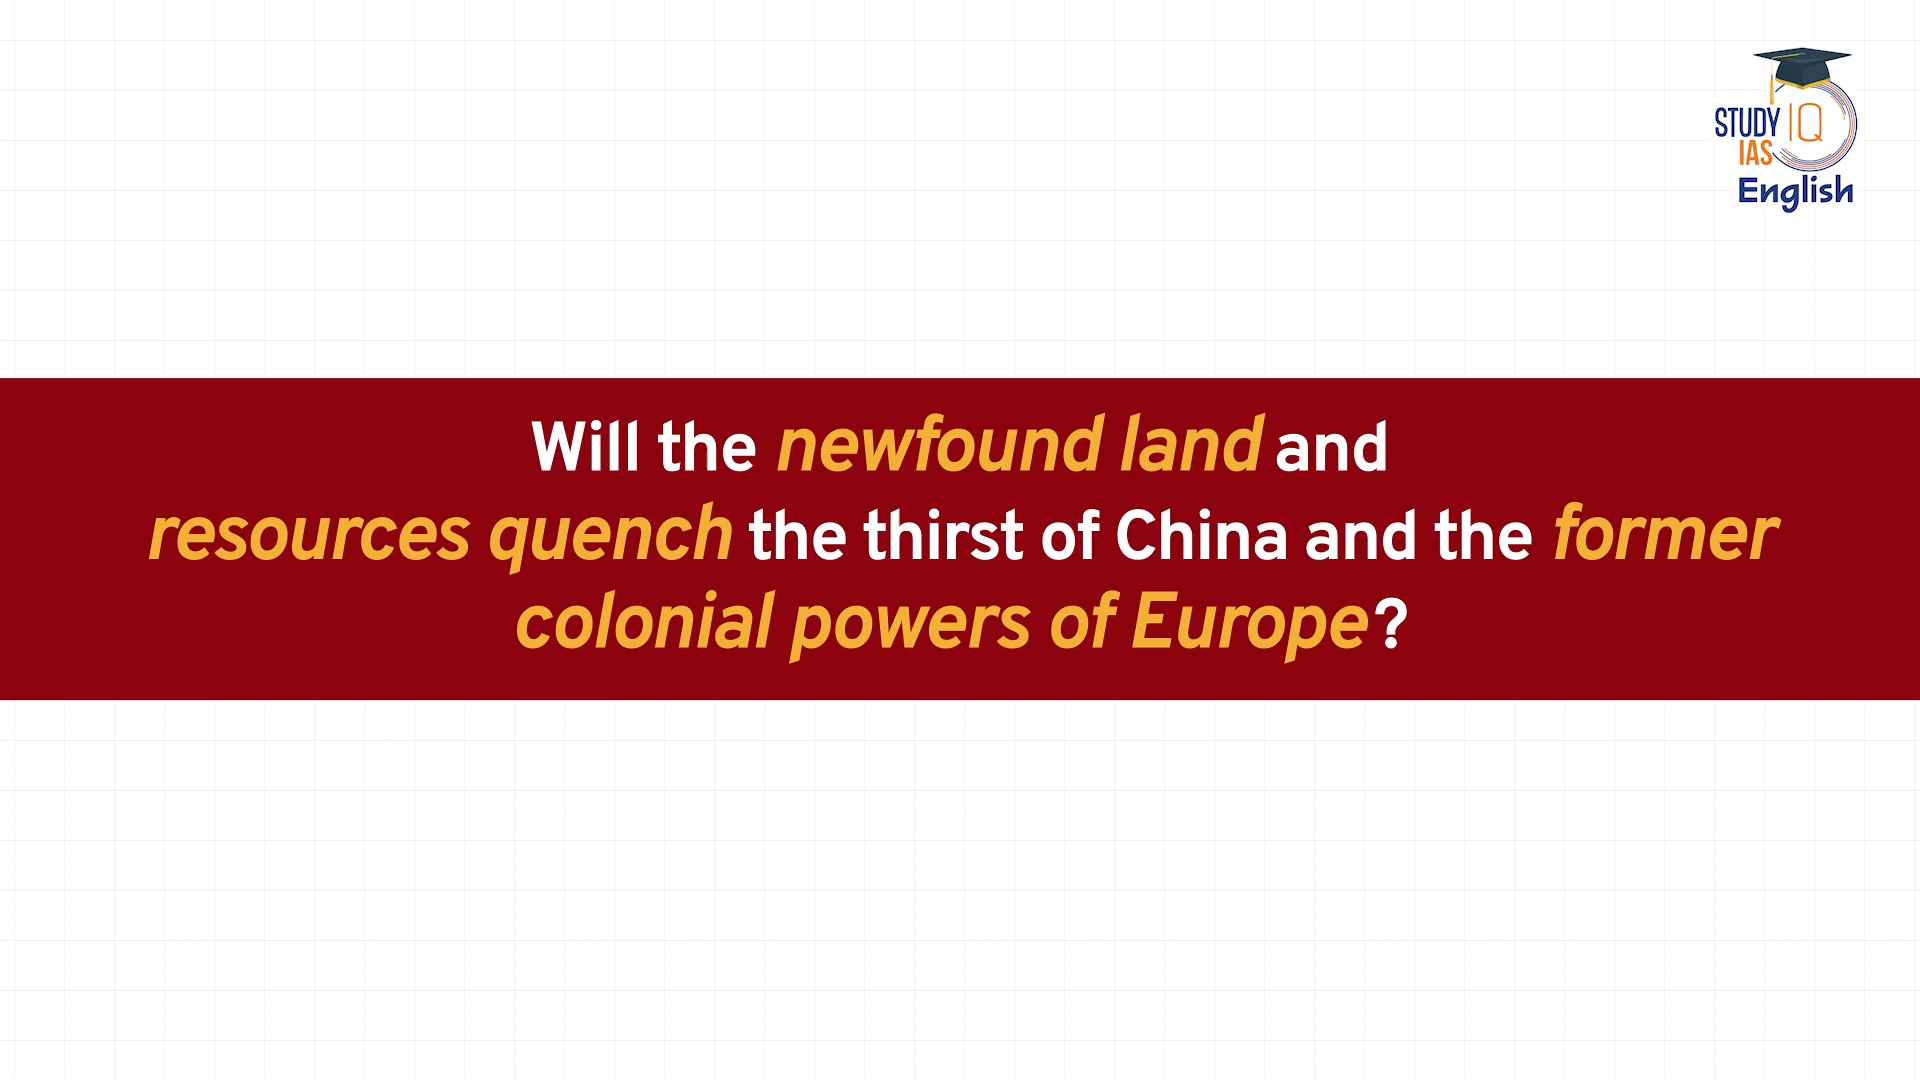 STUDY IQ
IAS
English
Will the newfound land and
resources quench the thirst of China and the former
colonial powers of Europe?